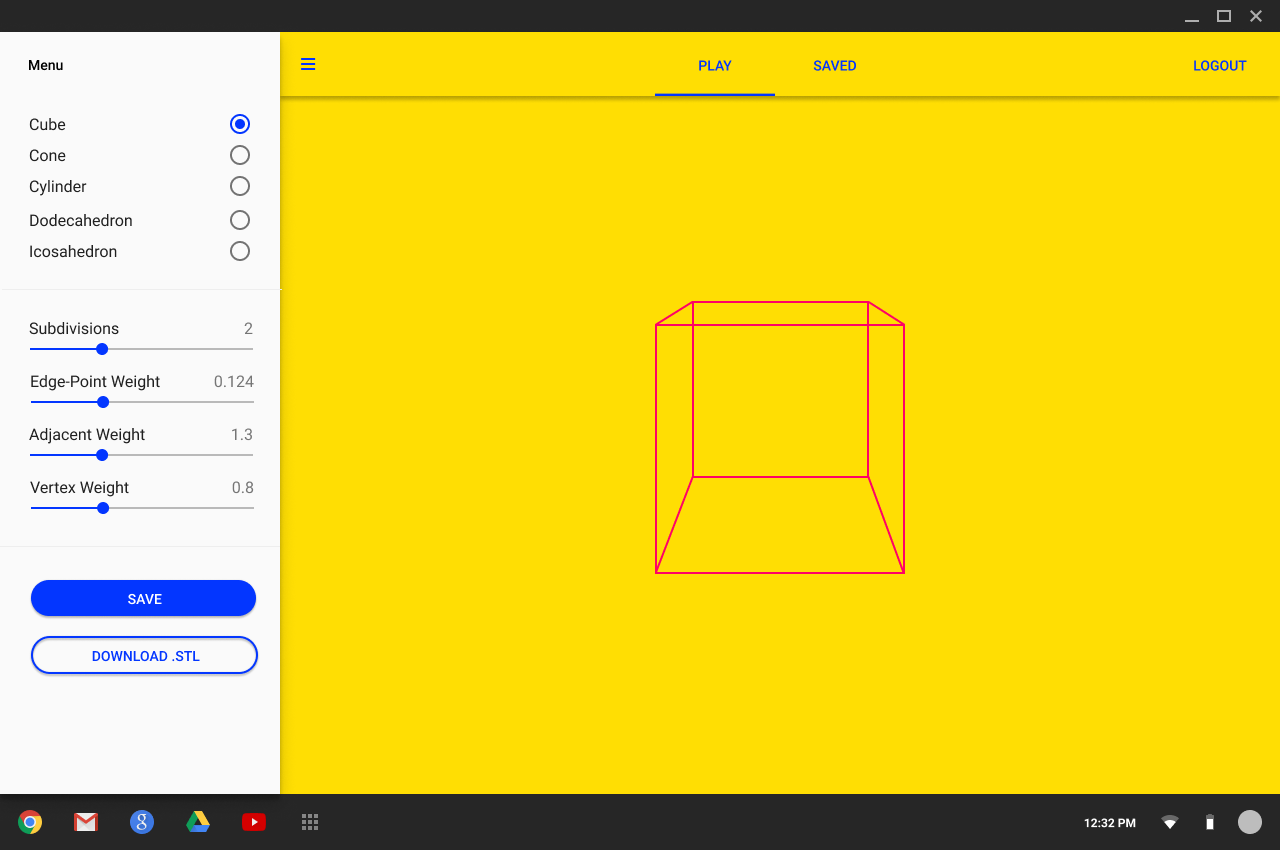 Menu
PLAY
SAVED
LOGOUT
Cube
Cone
Cylinder
Dodecahedron
Icosahedron
Subdivisions 2
Edge-Point Weight 0.124
Adjacent Weight 1.3
Vertex Weight 0.8
SAVE
DOWNLOAD .STL
g
12:32 PM